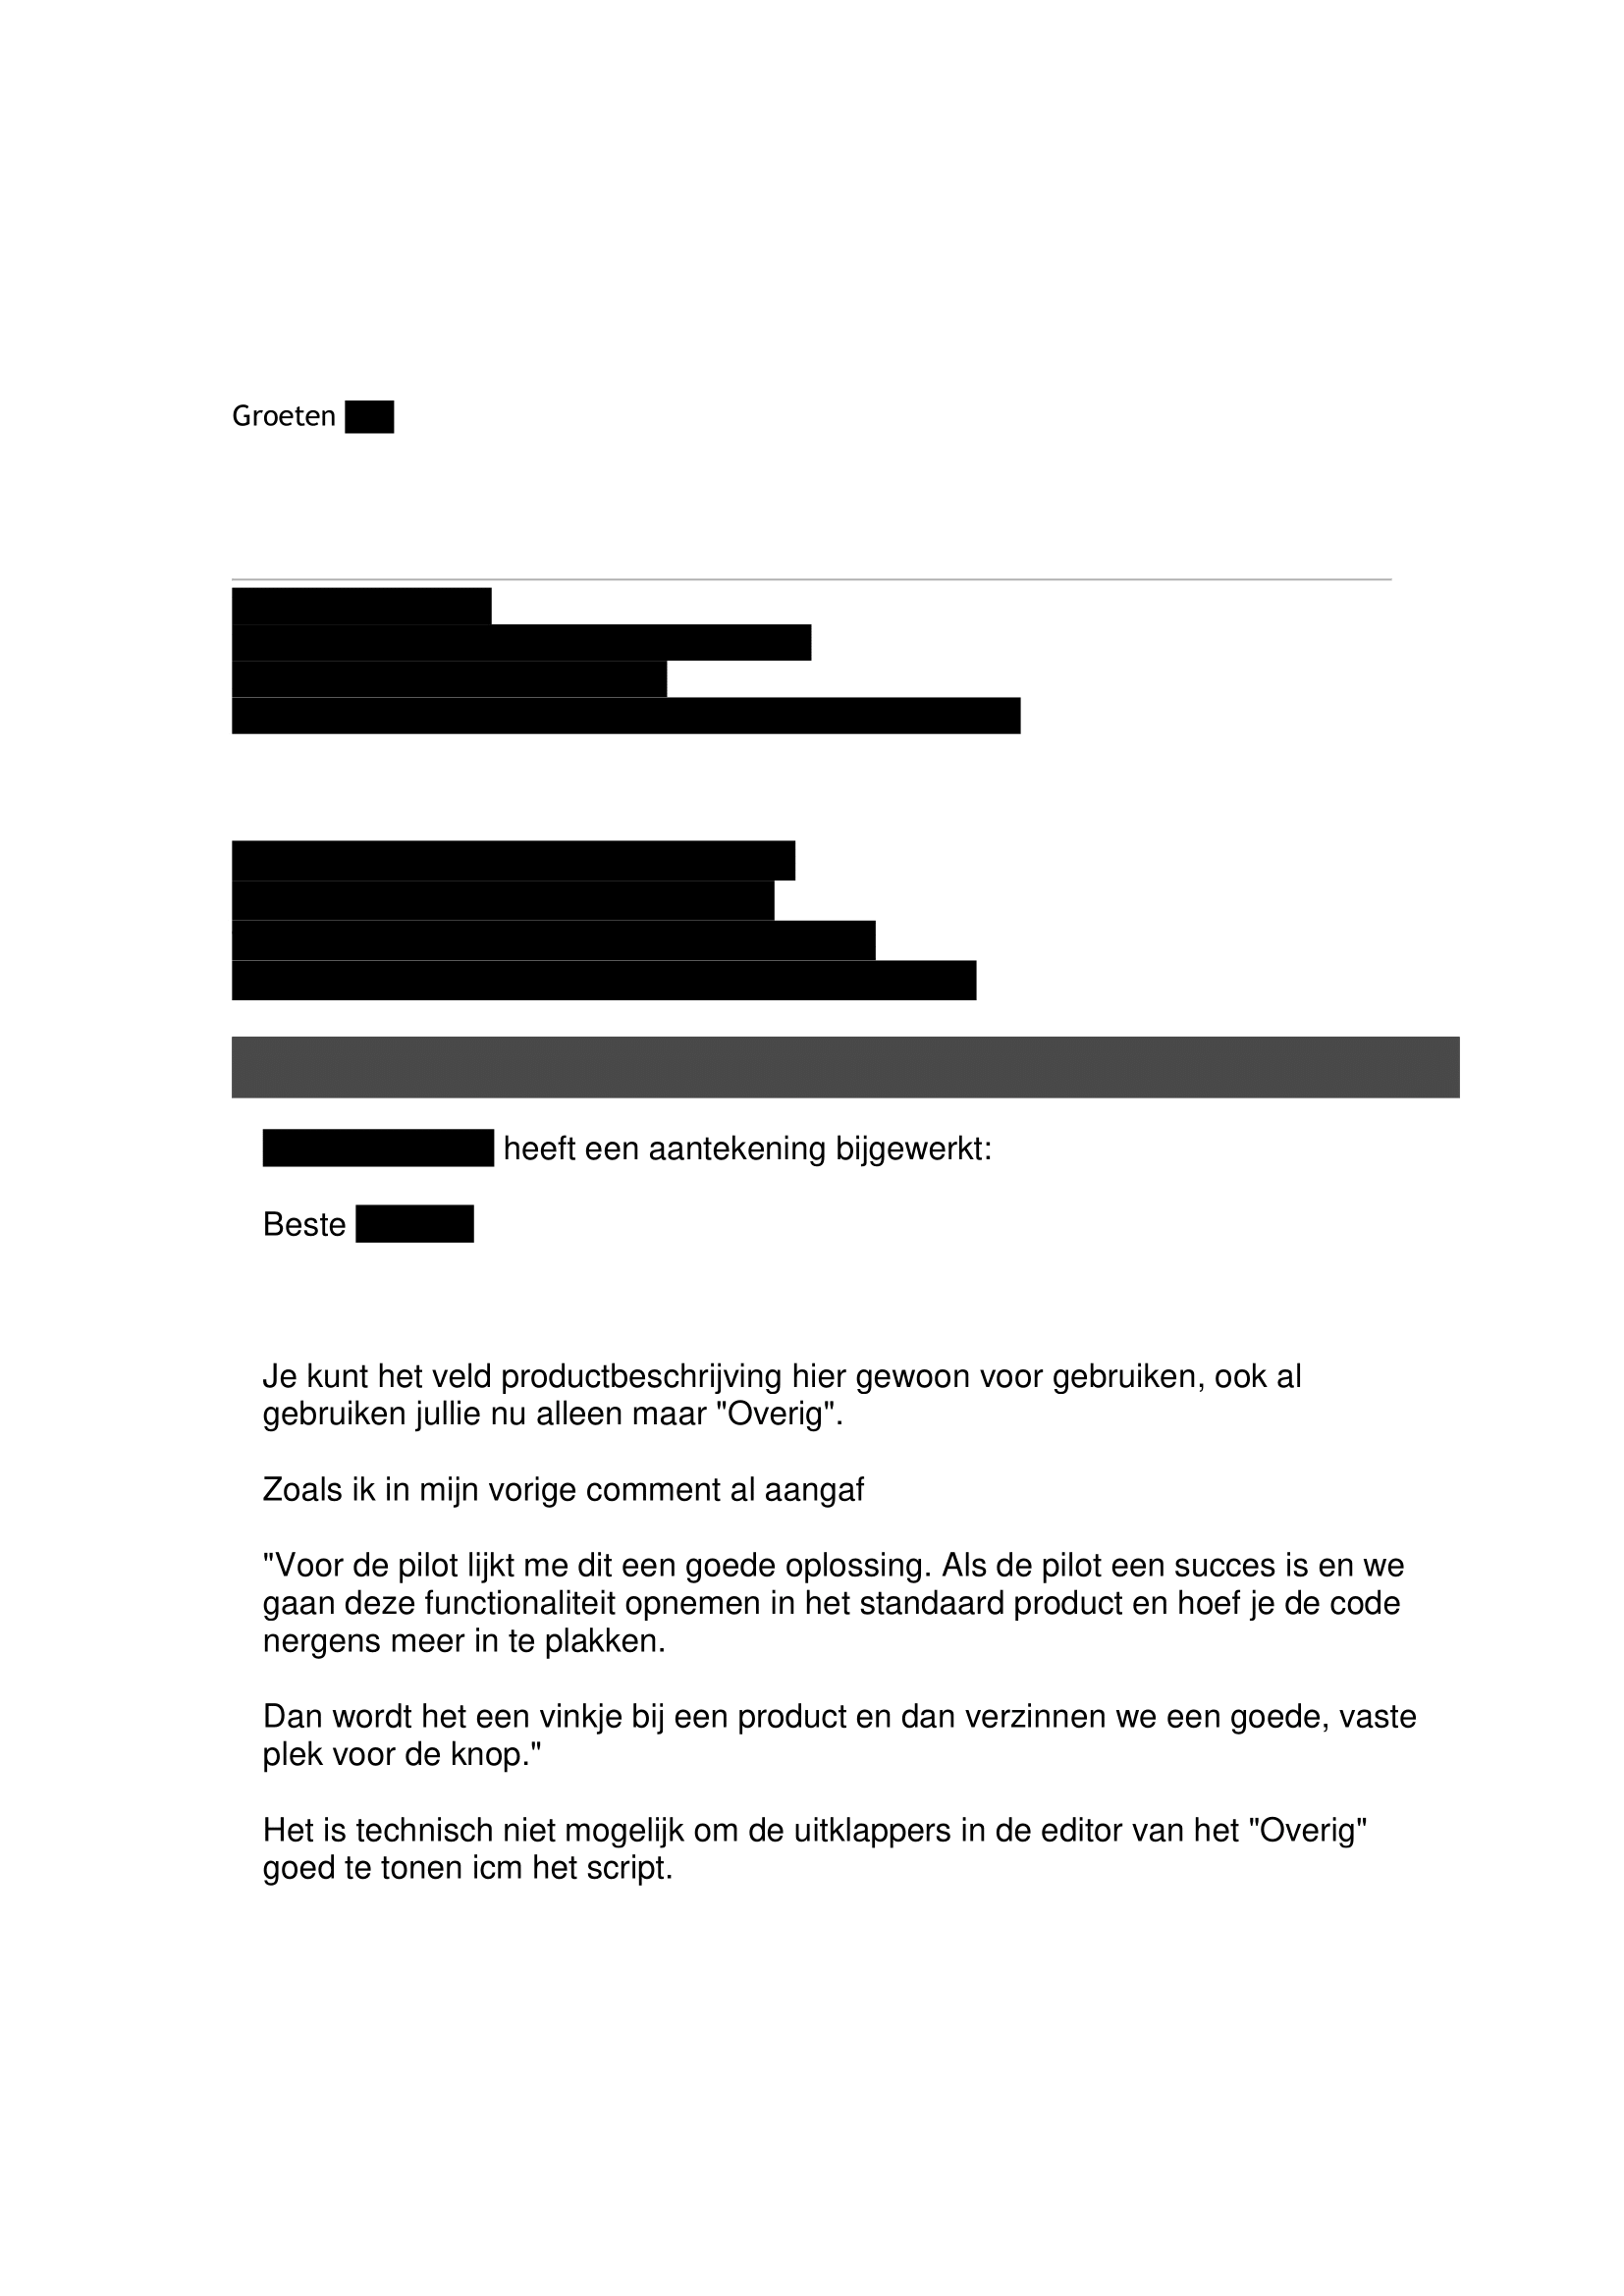 Groeten
heeft een aantekening bijgewerkt:
Beste
Je kunt het veld productbeschrijving hier gewoon voor gebruiken, ook al
gebruiken jullie nu alleen maar "Overig".
Zoals ik in mijn vorige comment al aangaf
"Voor de pilot lijkt me dit een goede oplossing. Als de pilot een succes is en we
gaan deze functionaliteit opnemen in het standaard product en hoef je de code
nergens meer in te plakken.
Dan wordt het een vinkje bij een product en dan verzinnen we een goede, vaste
plek voor de knop."
Het is technisch niet mogelijk om de uitklappers in de editor van het "Overig"
goed te tonen icm het script.